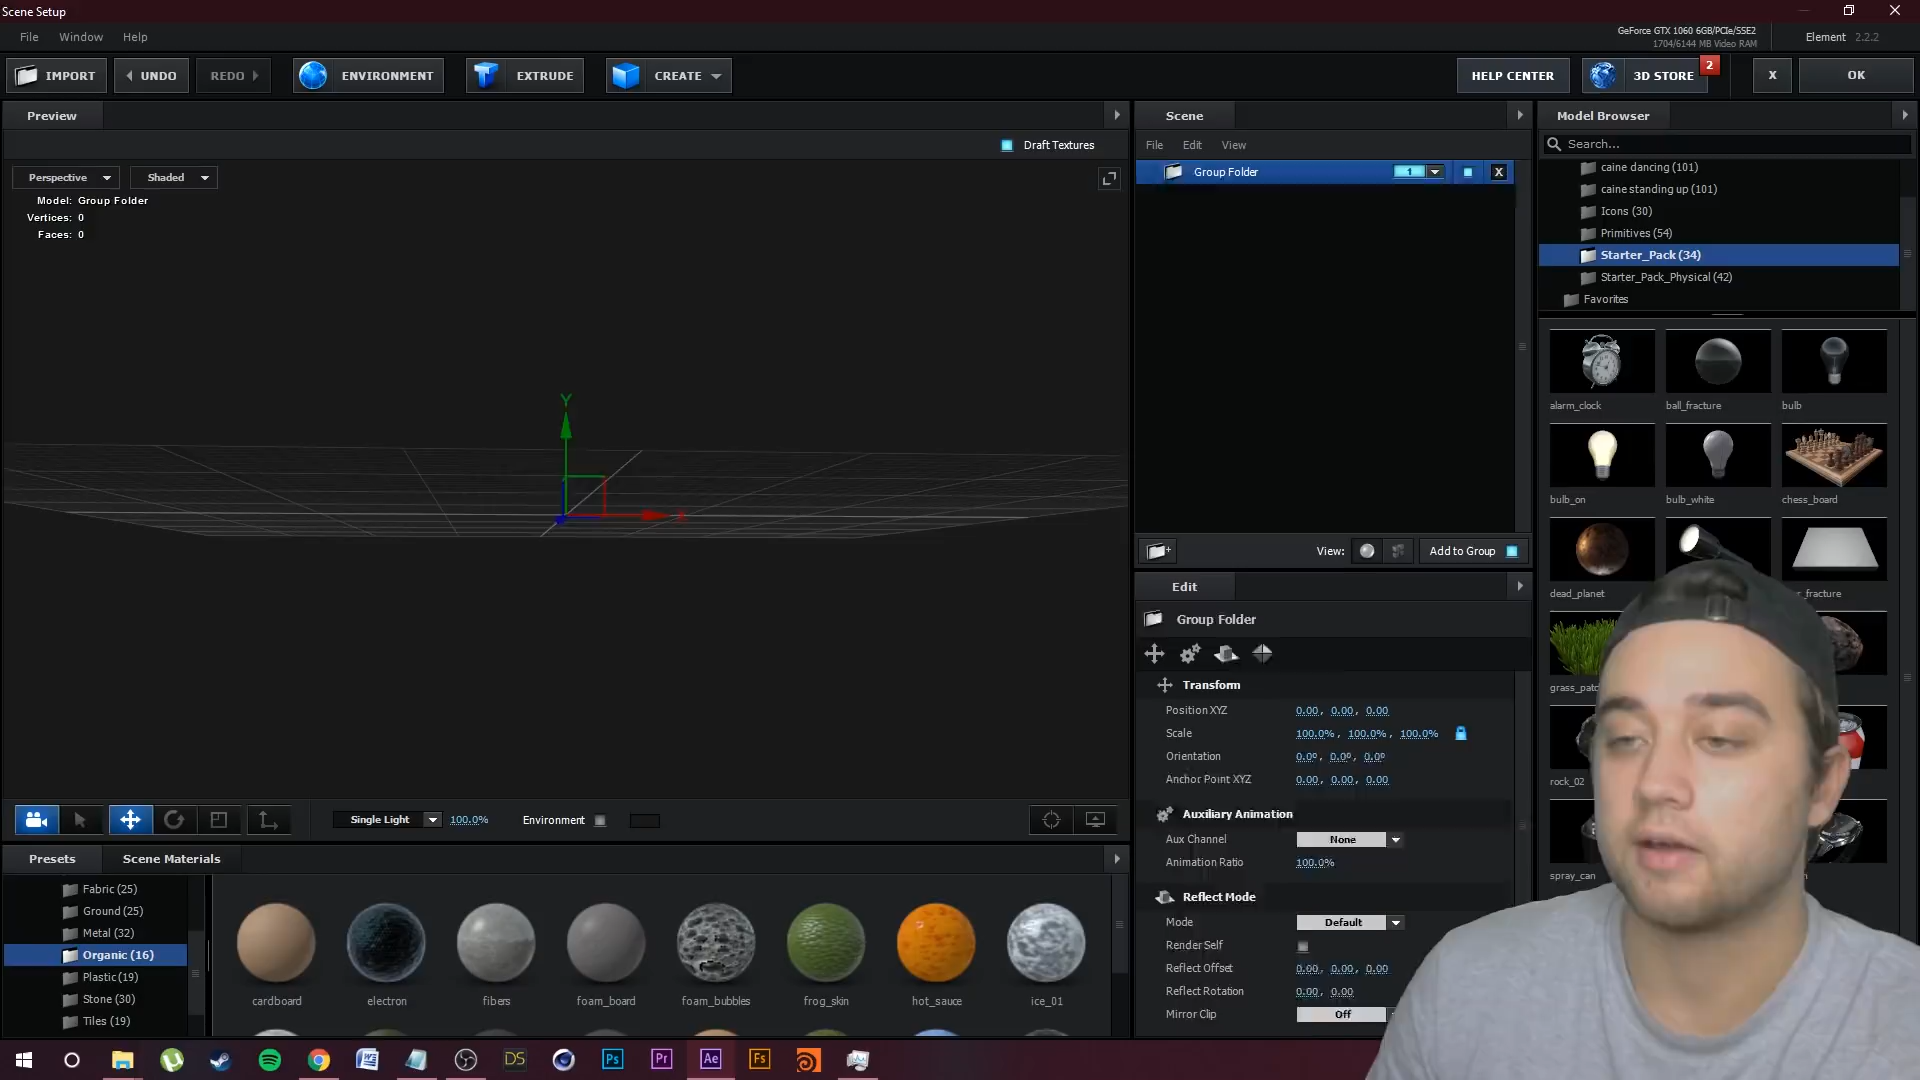 Scene Setup
File Window Help
GeForce GTX 1060 6GB/PCIe/SSE2
1704/6144 MB Video RAM
Element 2.2.2
IMPORT UNDO REDO ENVIRONMENT EXTRUDE CREATE HELP CENTER 3D STORE 2 X OK
Preview
Draft Textures
Perspective Shaded
Model: Group Folder
Vertices: 0
Faces: 0
Y
X
Single Light 100.0% Environment
Scene
File Edit View
Group Folder 1 X
View: Add to Group
Edit
Group Folder
Transform
Position XYZ 0.00, 0.00, 0.00
Scale 100.0%, 100.0%, 100.0%
Orientation 0.0º, 0.0º, 0.0º
Anchor Point XYZ 0.00, 0.00, 0.00
Auxiliary Animation
Aux Channel None
Animation Ratio 100.0%
Reflect Mode
Mode Default
Render Self
Reflect Offset 0.00, 0.00, 0.00
Reflect Rotation 0.00, 0.00
Mirror Clip Off
Model Browser
Search...
caine dancing (101)
caine standing up (101)
Icons (30)
Primitives (54)
Starter_Pack (34)
Starter_Pack_Physical (42)
Favorites
alarm_clock ball_fracture bulb
bulb_on bulb_white chess_board
dead_planet
rock_02
spray_can
Presets Scene Materials
Fabric (25)
Ground (25)
Metal (32)
Organic (16)
Plastic (19)
Stone (30)
Tiles (19)
cardboard electron fibers foam_board foam_bubbles frog_skin hot_sauce ice_01
DS Ps Pr Ae Fs